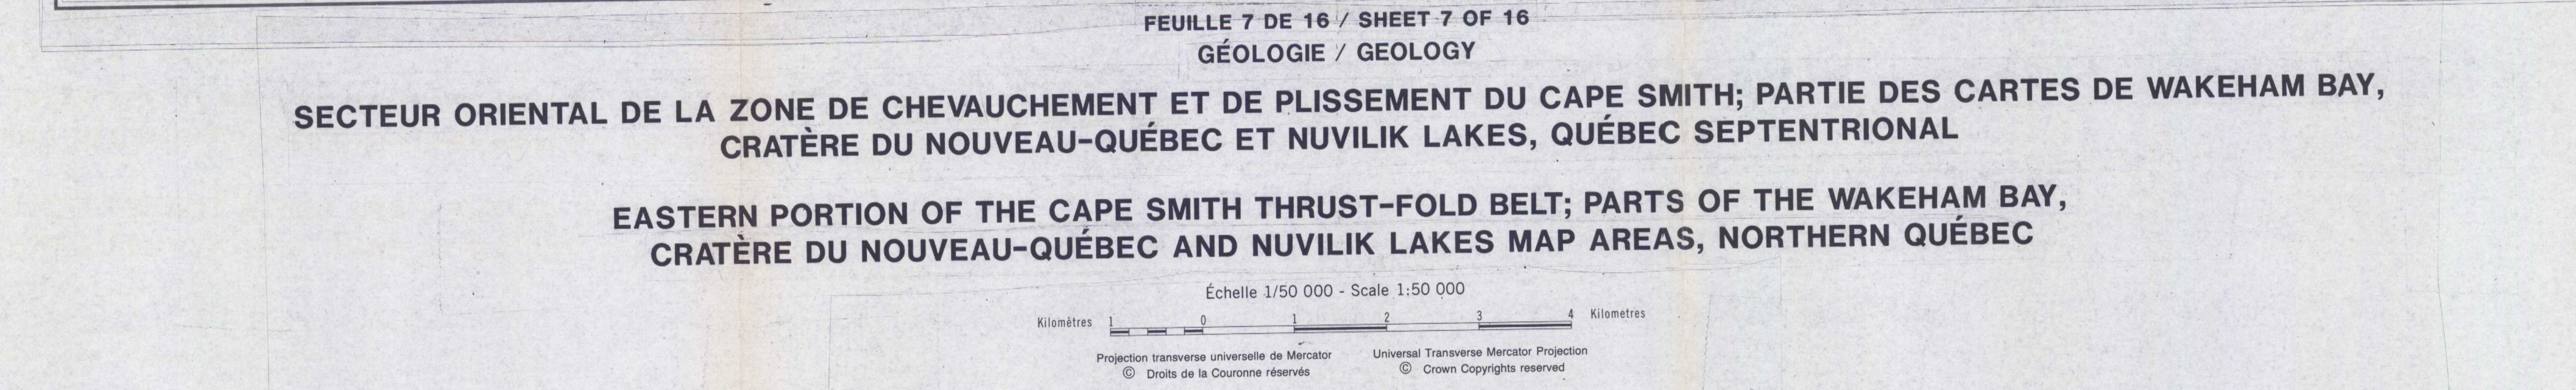 FEUILLE 7 DE 16 / SHEET 7 OF 16
GÉOLOGIE / GEOLOGY
SECTEUR ORIENTAL DE LA ZONE DE CHEVAUCHEMENT ET DE PLISSEMENT DU CAPE SMITH; PARTIE DES CARTES DE WAKEHAM BAY,
CRATÈRE DU NOUVEAU-QUÉBEC ET NUVILIK LAKES, QUÉBEC SEPTENTRIONAL
EASTERN PORTION OF THE CAPE SMITH THRUST-FOLD BELT; PARTS OF THE WAKEHAM BAY,
CRATÈRE DU NOUVEAU-QUÉBEC AND NUVILIK LAKES MAP AREAS, NORTHERN QUÉBEC
Échelle 1/50 000 - Scale 1:50 000
Kilomètres 1 0 1 2 3 4 Kilometres
Projection transverse universelle de Mercator
© Droits de la Couronne réservés
Universal Transverse Mercator Projection
© Crown Copyrights reserved